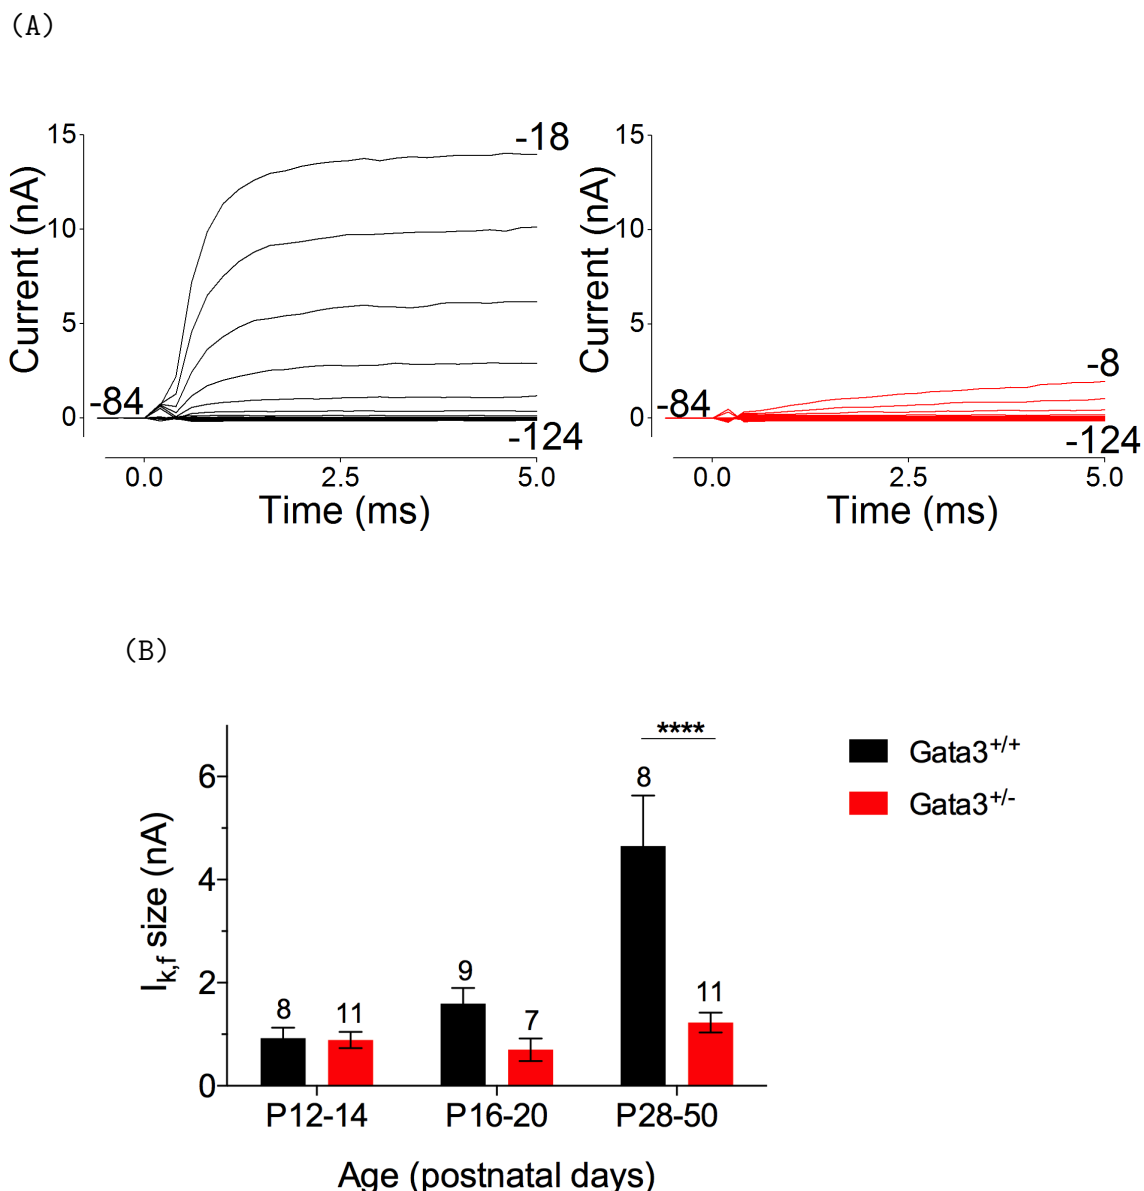 (A)
15
10
5
0
Current (nA)
-18
-84
-124
0.0 2.5 5.0
Time (ms)
15
10
5
0
Current (nA)
-8
-84
-124
0.0 2.5 5.0
Time (ms)
(B)
6
4
2
0
I_{k,f} size (nA)
8 11
9 7
8 11
****
P12-14 P16-20 P28-50
Age (postnatal days)
Gata3^{+/+}
Gata3^{+/-}